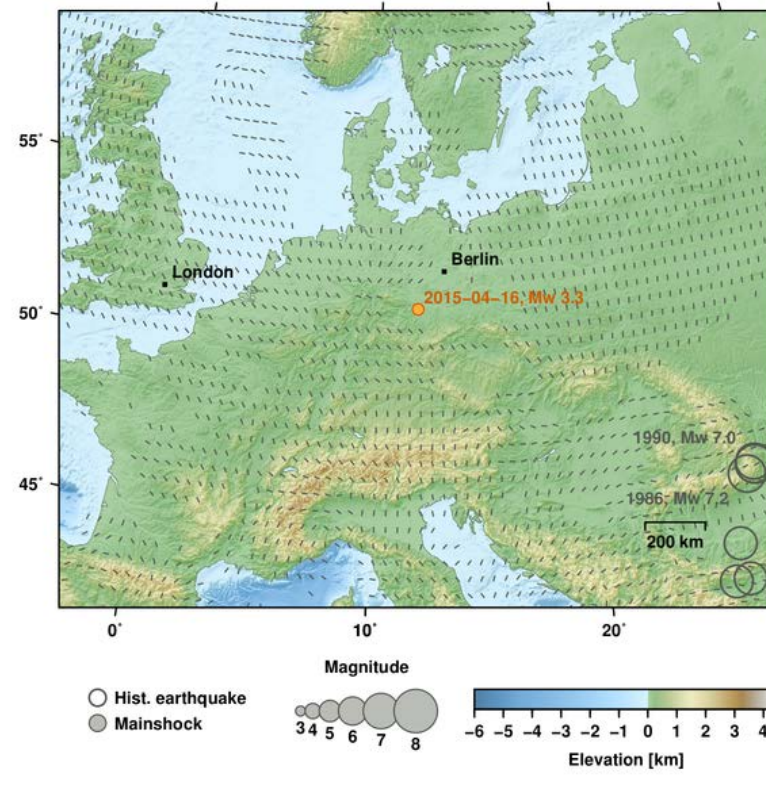 55°
Berlin
London
2015-04-16, Mw 3.3
50°
1990, Mw 7.0
45°
1986, Mw 7.2
200 km
0°
10°
20°
Magnitude
Hist. earthquake
Mainshock
3 4 5 6 7 8
-6 -5 -4 -3 -2 -1 0 1 2 3 4
Elevation [km]